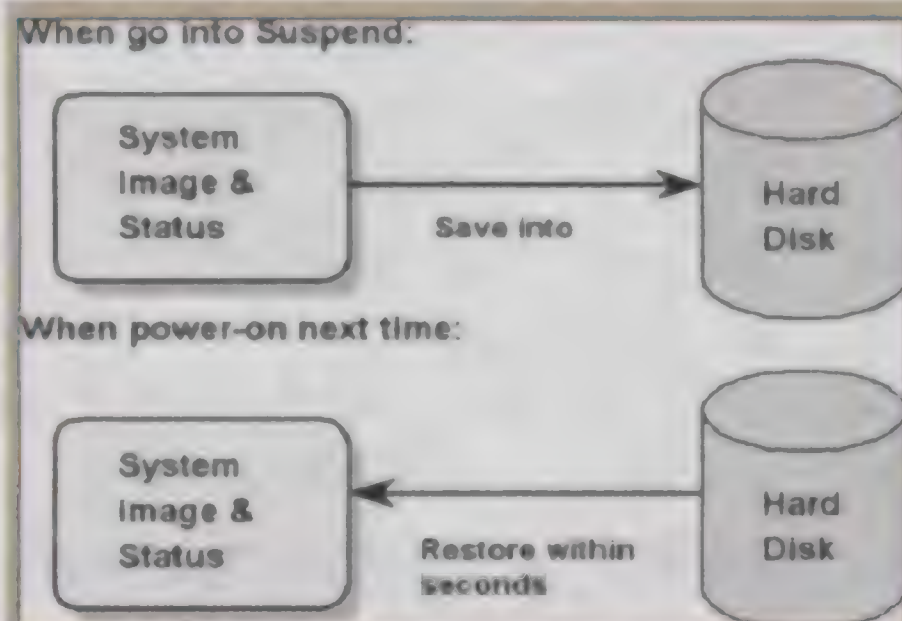 When go into Suspend:
System
Image &
Status
Save into
Hard
Disk
When power-on next time:
System
Image &
Status
Restore within
seconds
Hard
Disk